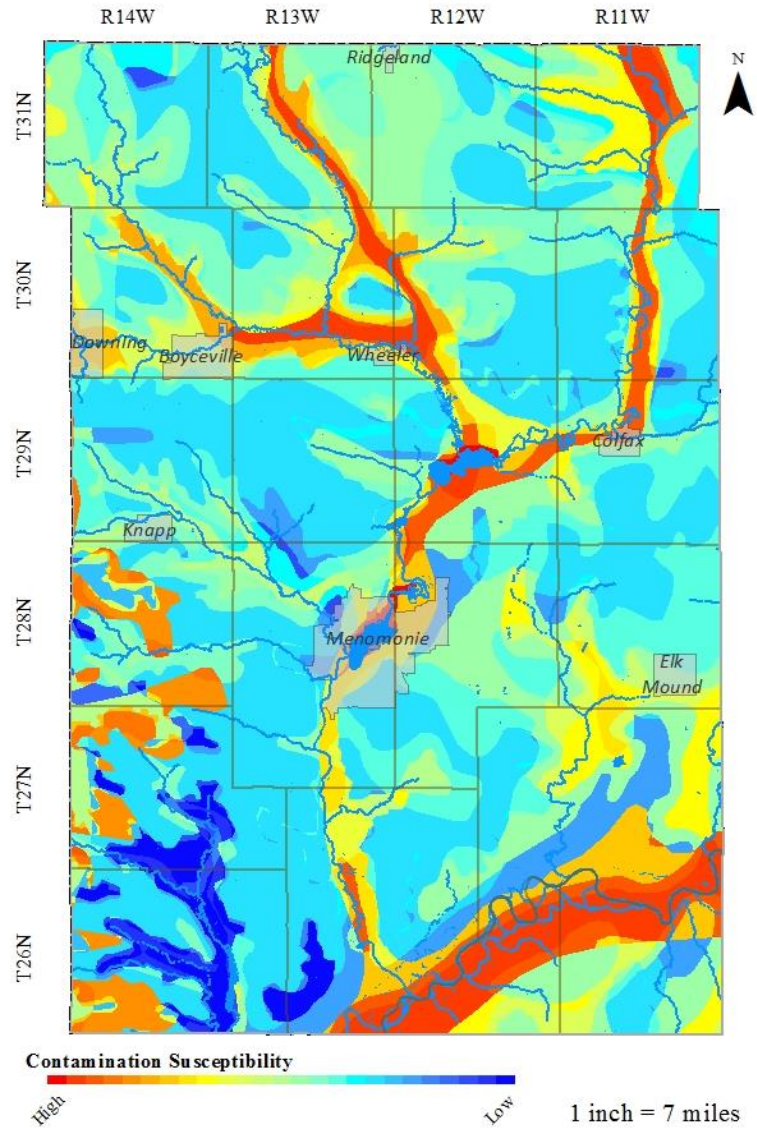 R14W R13W R12W R11W
N
Ridgeland
T31N
T30N
Downing
Boyceville
Wheeler
T29N
Colfax
Knapp
T28N
Menomonie
Elk
Mound
T27N
T26N
Contamination Susceptibility
High
Low
1 inch = 7 miles